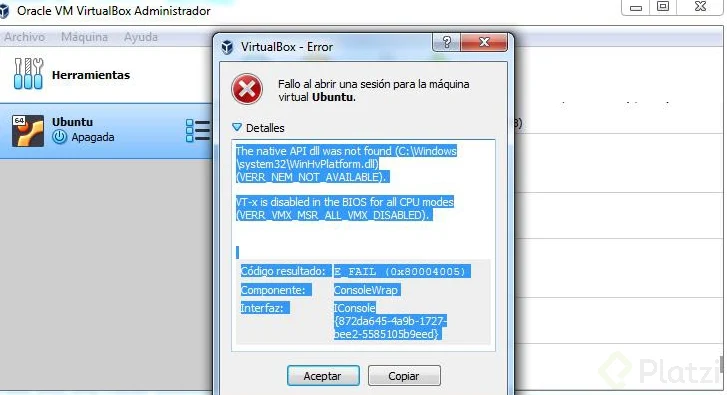 Oracle VM VirtualBox Administrador
Archivo Máquina Ayuda
VirtualBox - Error
Herramientas
Fallo al abrir una sesión para la máquina
virtual Ubuntu.
64
Ubuntu
Apagada
Detalles
The native API dll was not found (C:\Windows
\system32\WinHvPlatform.dll)
(VERR_NEM_NOT_AVAILABLE).
VT-x is disabled in the BIOS for all CPU modes
(VERR_VMX_MSR_ALL_VMX_DISABLED).
Código resultado: E_FAIL (0x80004005)
Componente: ConsoleWrap
Interfaz: IConsole
{872da645-4a9b-1727-
bee2-5585105b9eed}
Aceptar Copiar
Platzi